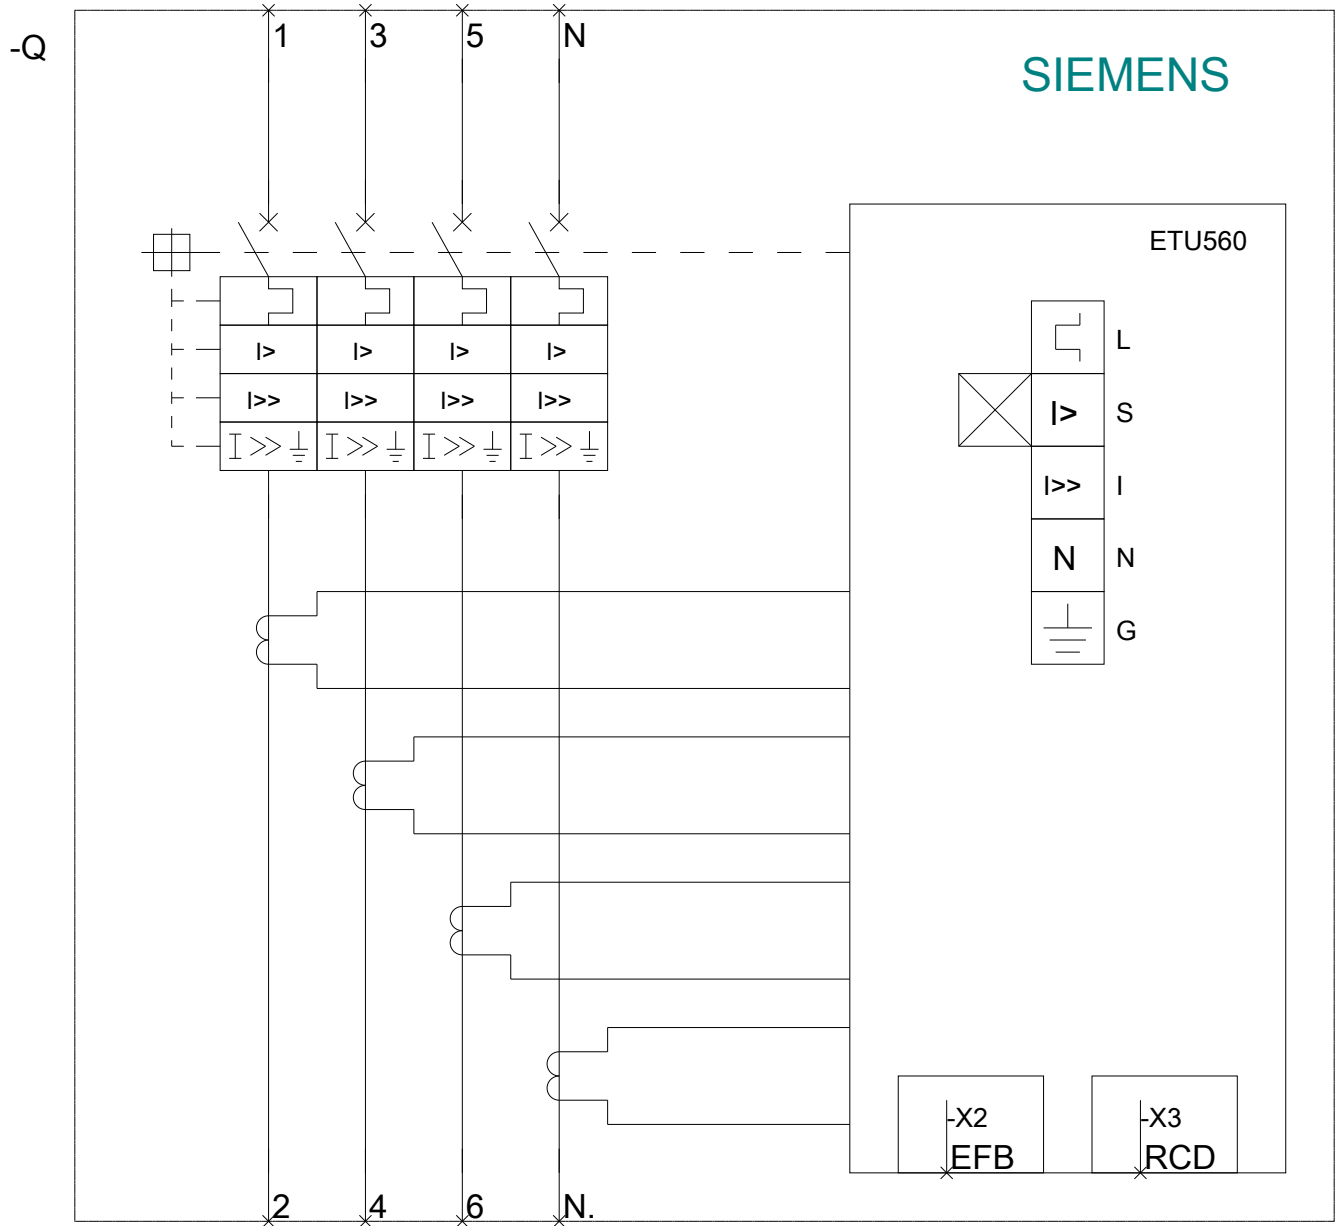 1 3 5 N
-Q
SIEMENS
ETU560
L
I> I> I> I>
I>> I>> I>> I>>
I> S
I >> I >> I >> I >>
I>> I
N N
G
-X2 -X3
EFB RCD
2 4 6 N.